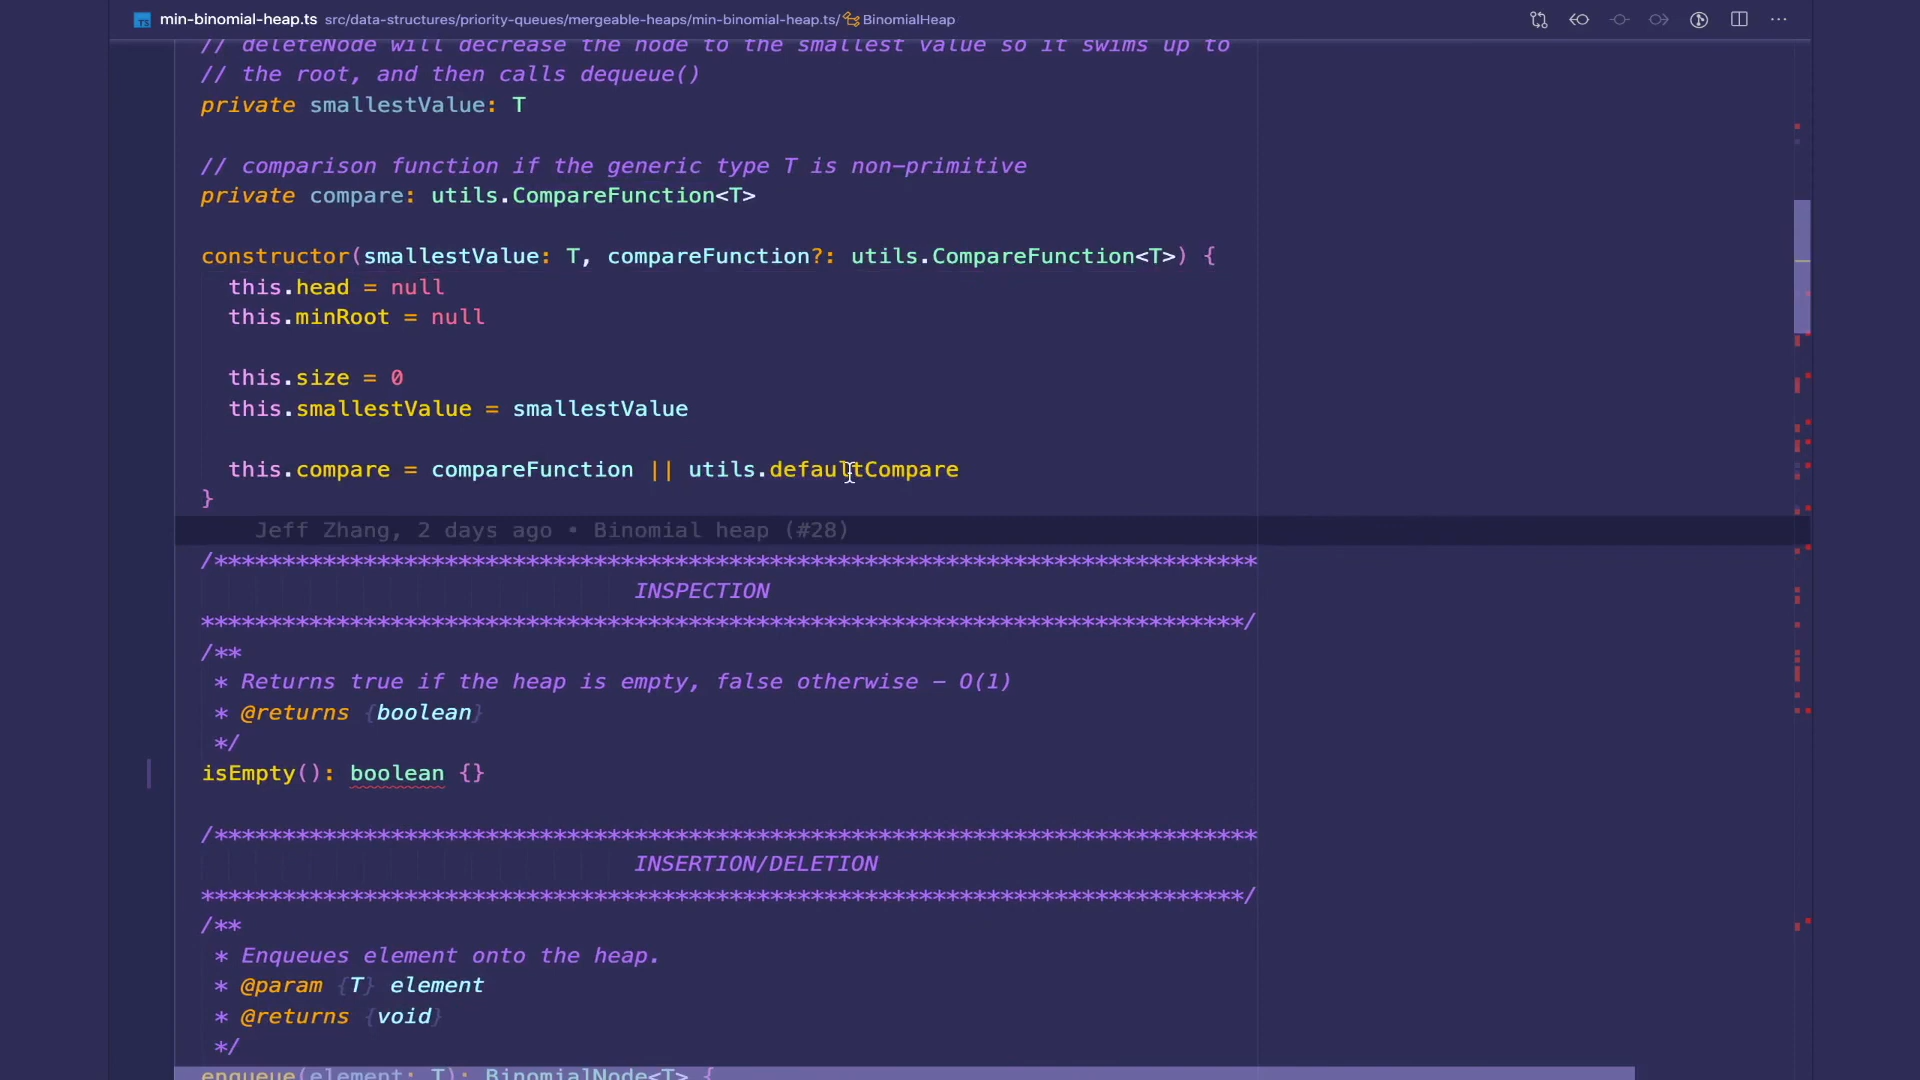 min-binomial-heap.ts src/data-structures/priority-queues/mergeable-heaps/min-binomial-heap.ts/ BinomialHeap
// deleteNode will decrease the node to the smallest value so it swims up to
// the root, and then calls dequeue()
private smallestValue: T
// comparison function if the generic type T is non-primitive
private compare: utils.CompareFunction<T>
constructor(smallestValue: T, compareFunction?: utils.CompareFunction<T>) {
this.head = null
this.minRoot = null
this.size = 0
this.smallestValue = smallestValue
this.compare = compareFunction || utils.defaultCompare
}
Jeff Zhang, 2 days ago • Binomial heap (#28)
/*****************************************************************************
INSPECTION
*****************************************************************************/
/**
* Returns true if the heap is empty, false otherwise - O(1)
* @returns {boolean}
*/
isEmpty(): boolean {}
/*****************************************************************************
INSERTION/DELETION
*****************************************************************************/
/**
* Enqueues element onto the heap.
* @param {T} element
* @returns {void}
*/
enqueue(element: T): BinomialNode<T> {